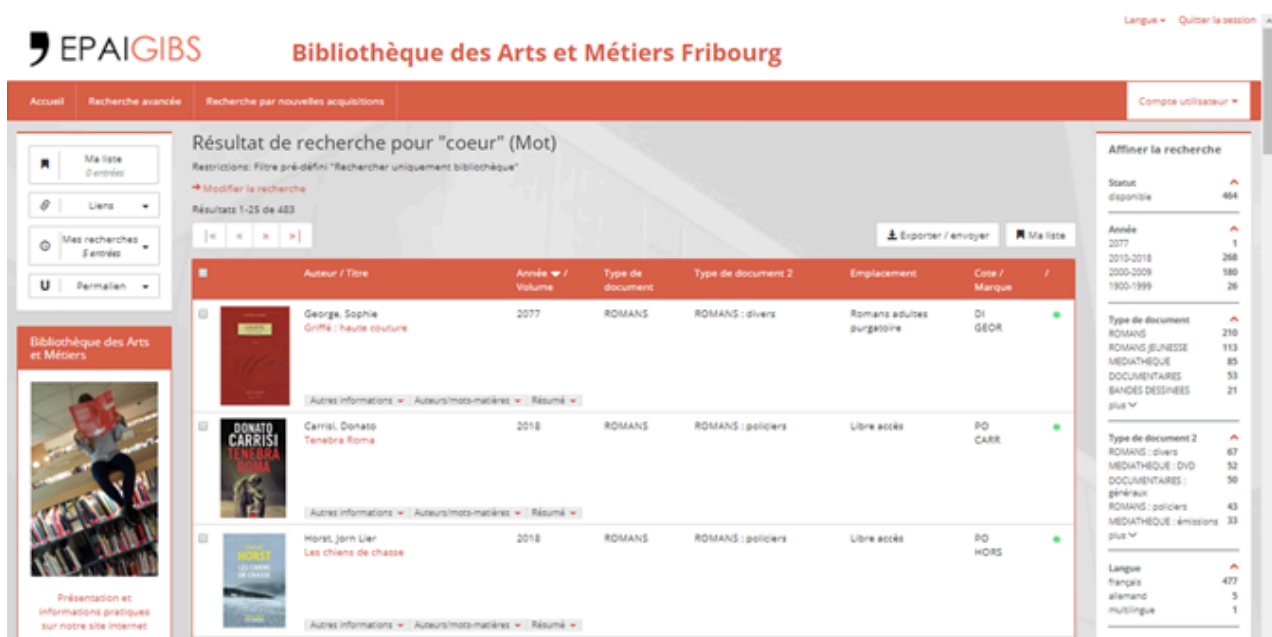 Langue Quitter la session
EPAIGIBS
Bibliothèque des Arts et Métiers Fribourg
Accueil Recherche avancée Recherche par nouvelles acquisitions Compte utilisateur
Ma liste
0 entrées
Liens
Mes recherches
5 entrées
Permalien
Bibliothèque des Arts
et Métiers
Présentation et
informations pratiques
sur notre site internet
Résultat de recherche pour "coeur" (Mot)
Restrictions: Filtre pré-défini "Rechercher uniquement bibliothèque"
Modifier la recherche
Résultats 1-25 de 483
|« « » »|
Exporter / envoyer Ma liste
Auteur / Titre Année / Volume Type de document Type de document 2 Emplacement Cote / Marque /
George, Sophie 2077 ROMANS ROMANS : divers Romans adultes purgatoire DI GEOR
Griffé : haute couture
Autres informations Auteurs/mots-matières Résumé
DONATO
CARRISI
TENEBRA
ROMA
Carrisi, Donato 2018 ROMANS ROMANS : policiers Libre accès PO CARR
Tenebra Roma
Autres informations Auteurs/mots-matières Résumé
HORST
LES CHIENS
DE CHASSE
Horst, Jorn Lier 2018 ROMANS ROMANS : policiers Libre accès PO HORS
Les chiens de chasse
Autres informations Auteurs/mots-matières Résumé
Affiner la recherche
Statut
disponible 464
Année
2077 1
2010-2018 268
2000-2009 180
1900-1999 26
Type de document
ROMANS 210
ROMANS JEUNESSE 113
MEDIATHEQUE 85
DOCUMENTAIRES 53
BANDES DESSINEES 21
plus
Type de document 2
ROMANS : divers 67
MEDIATHEQUE : DVD 52
DOCUMENTAIRES : 50
généraux
ROMANS : policiers 43
MEDIATHEQUE : émissions 33
plus
Langue
français 477
allemand 5
multilingue 1